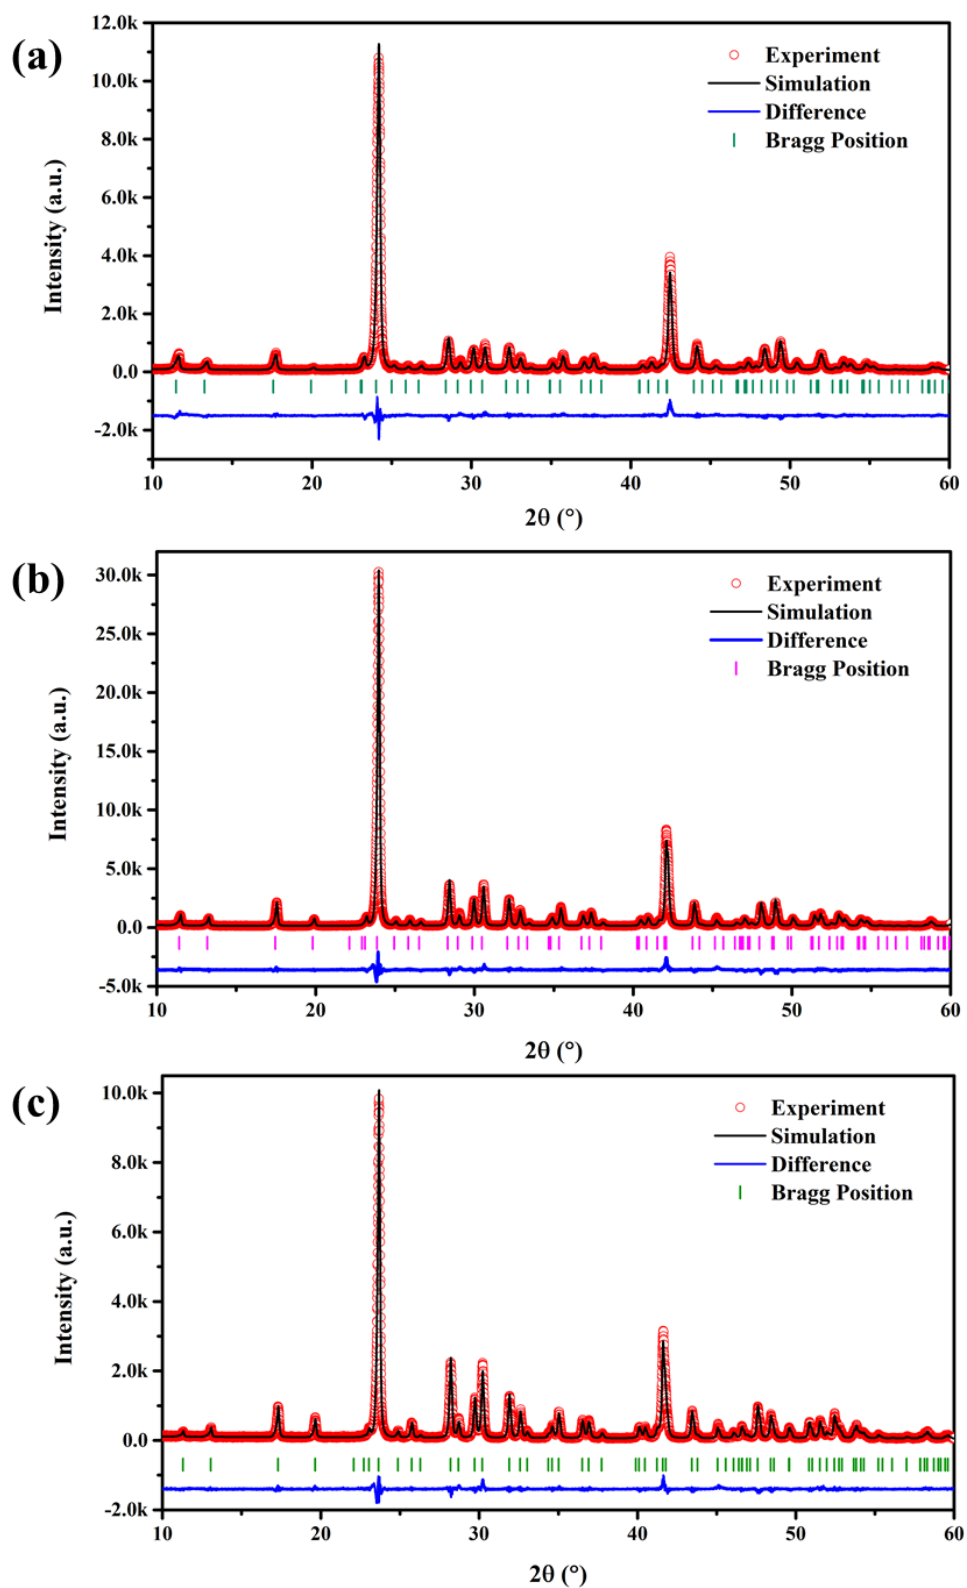 (a)
12.0k
10.0k
8.0k
6.0k
4.0k
2.0k
0.0
-2.0k
Intensity (a.u.)
Experiment
Simulation
Difference
Bragg Position
10 20 30 40 50 60
2θ (°)
(b)
30.0k
25.0k
20.0k
15.0k
10.0k
5.0k
0.0
-5.0k
Intensity (a.u.)
Experiment
Simulation
Difference
Bragg Position
10 20 30 40 50 60
2θ (°)
(c)
10.0k
8.0k
6.0k
4.0k
2.0k
0.0
-2.0k
Intensity (a.u.)
Experiment
Simulation
Difference
Bragg Position
10 20 30 40 50 60
2θ (°)